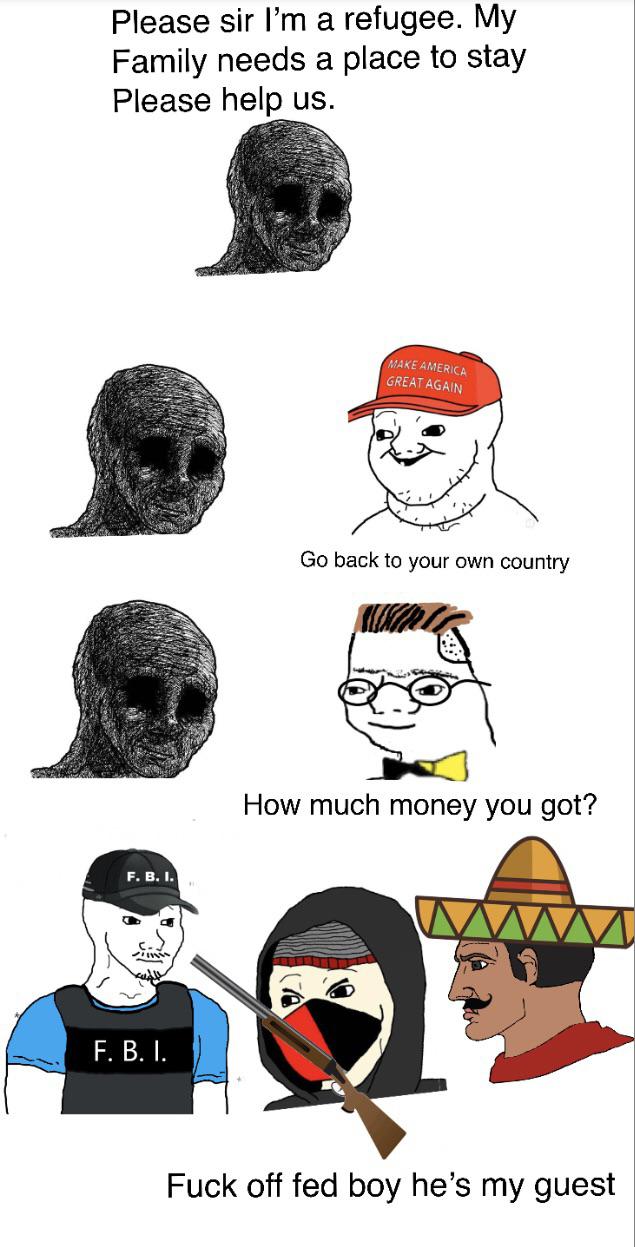 Please sir I'm a refugee. My
Family needs a place to stay
Please help us.
MAKE AMERICA
GREAT AGAIN
Go back to your own country
How much money you got?
F. B. I.
F. B. I.
Fuck off fed boy he's my guest